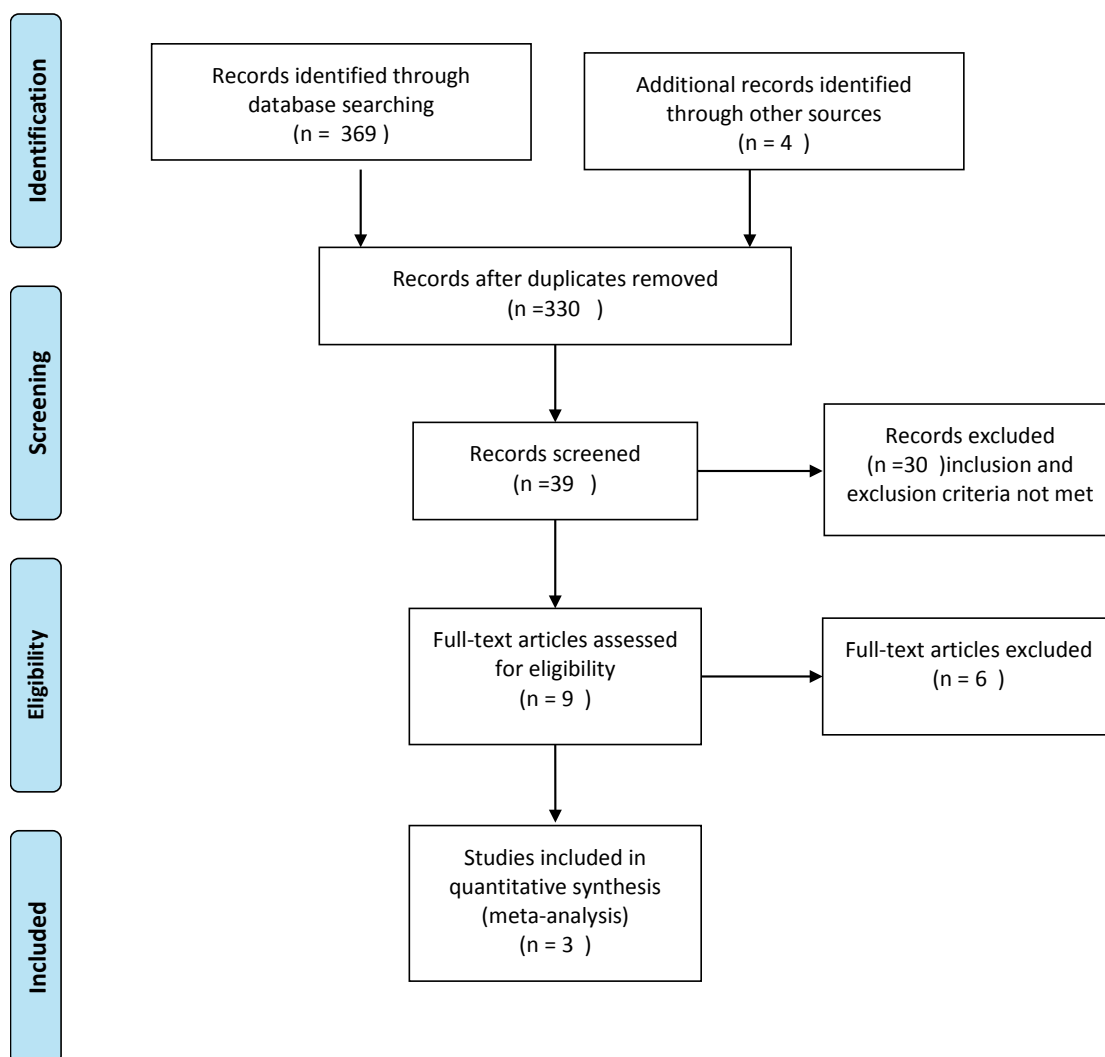 Identification
Records identified through
database searching
(n = 369 )
Additional records identified
through other sources
(n = 4 )
Records after duplicates removed
(n =330 )
Screening
Records screened
(n =39 )
Records excluded
(n =30 )inclusion and
exclusion criteria not met
Eligibility
Full-text articles assessed
for eligibility
(n = 9 )
Full-text articles excluded
(n = 6 )
Included
Studies included in
quantitative synthesis
(meta-analysis)
(n = 3 )